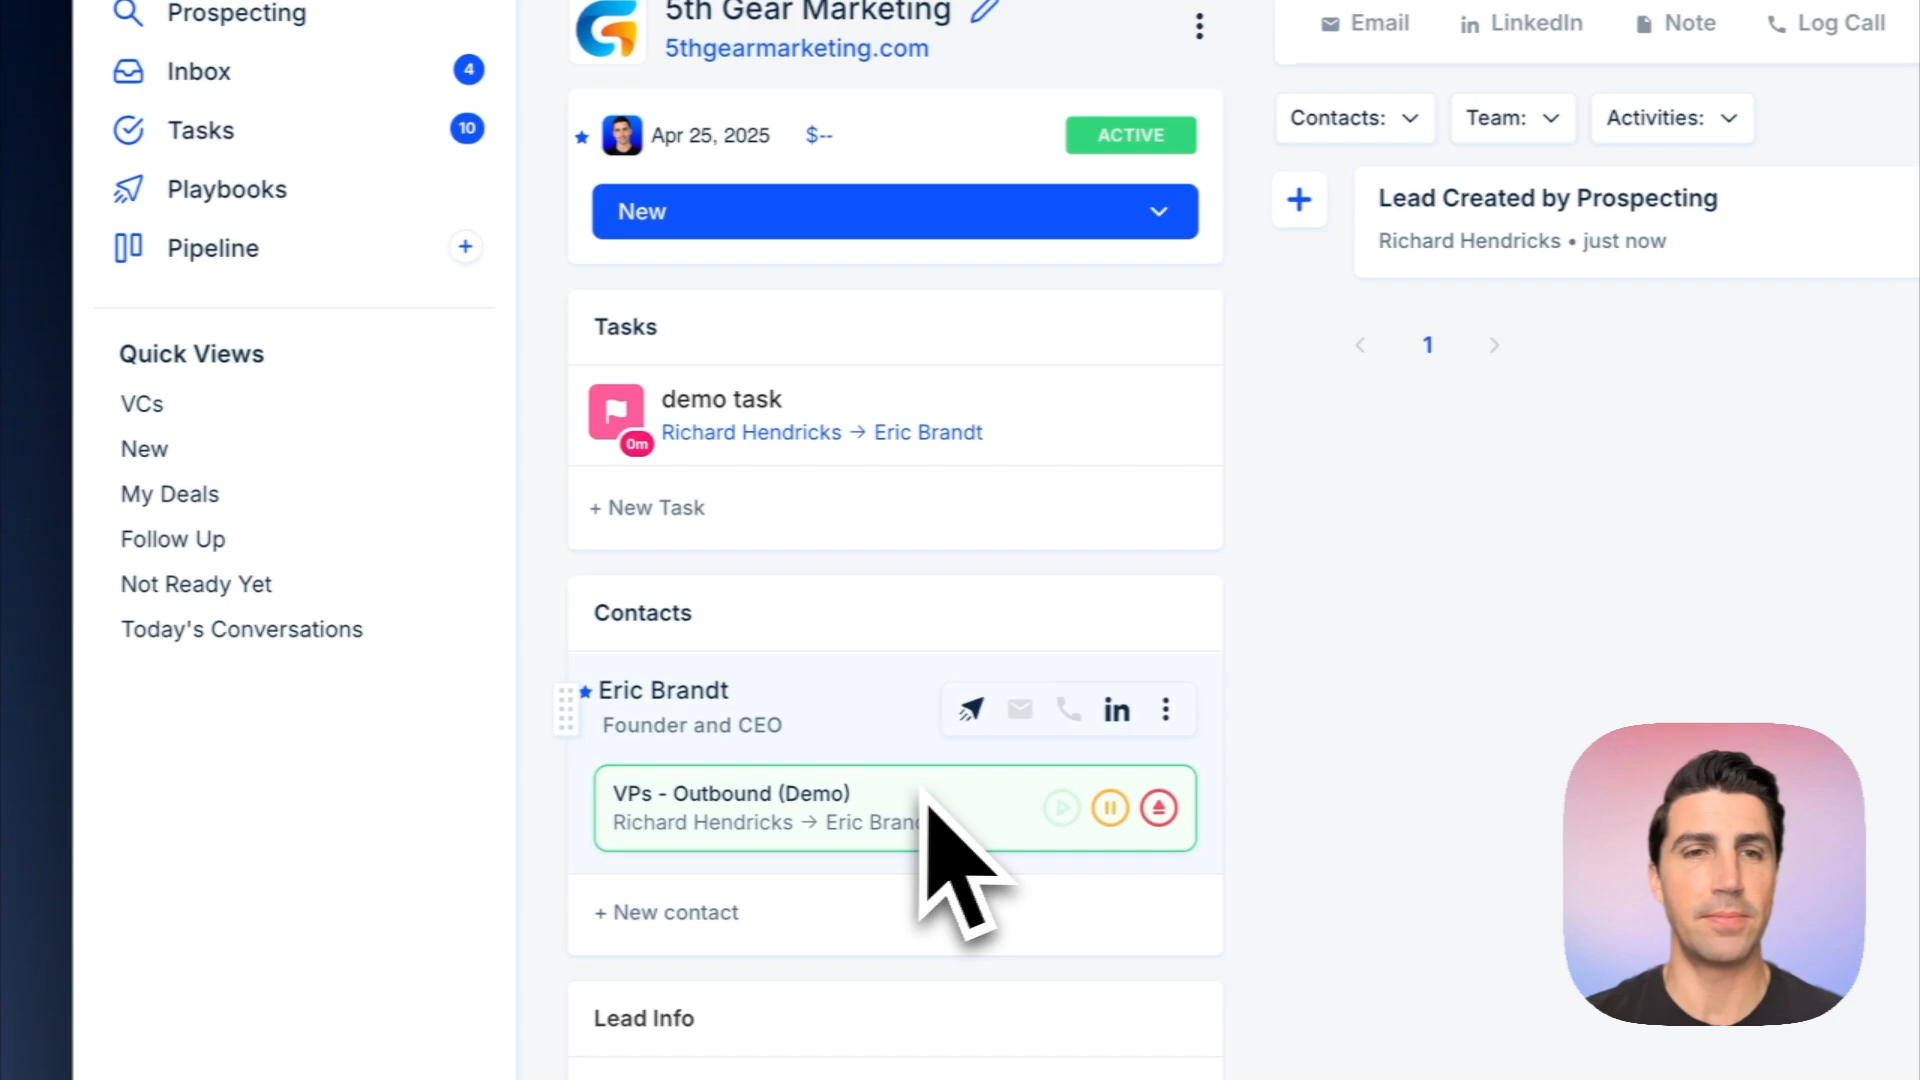 Prospecting
Inbox
4
Tasks
10
Playbooks
Pipeline
+
Quick Views
VCs
New
My Deals
Follow Up
Not Ready Yet
Today's Conversations
5th Gear Marketing
5thgearmarketing.com
Apr 25, 2025 $--
ACTIVE
New
Tasks
demo task
0m
Richard Hendricks → Eric Brandt
+ New Task
Contacts
Eric Brandt
Founder and CEO
in
VPs - Outbound (Demo)
Richard Hendricks → Eric
+ New contact
Lead Info
Email
in LinkedIn
Note
Log Call
Contacts:
Team:
Activities:
+
Lead Created by Prospecting
Richard Hendricks • just now
< 1 >